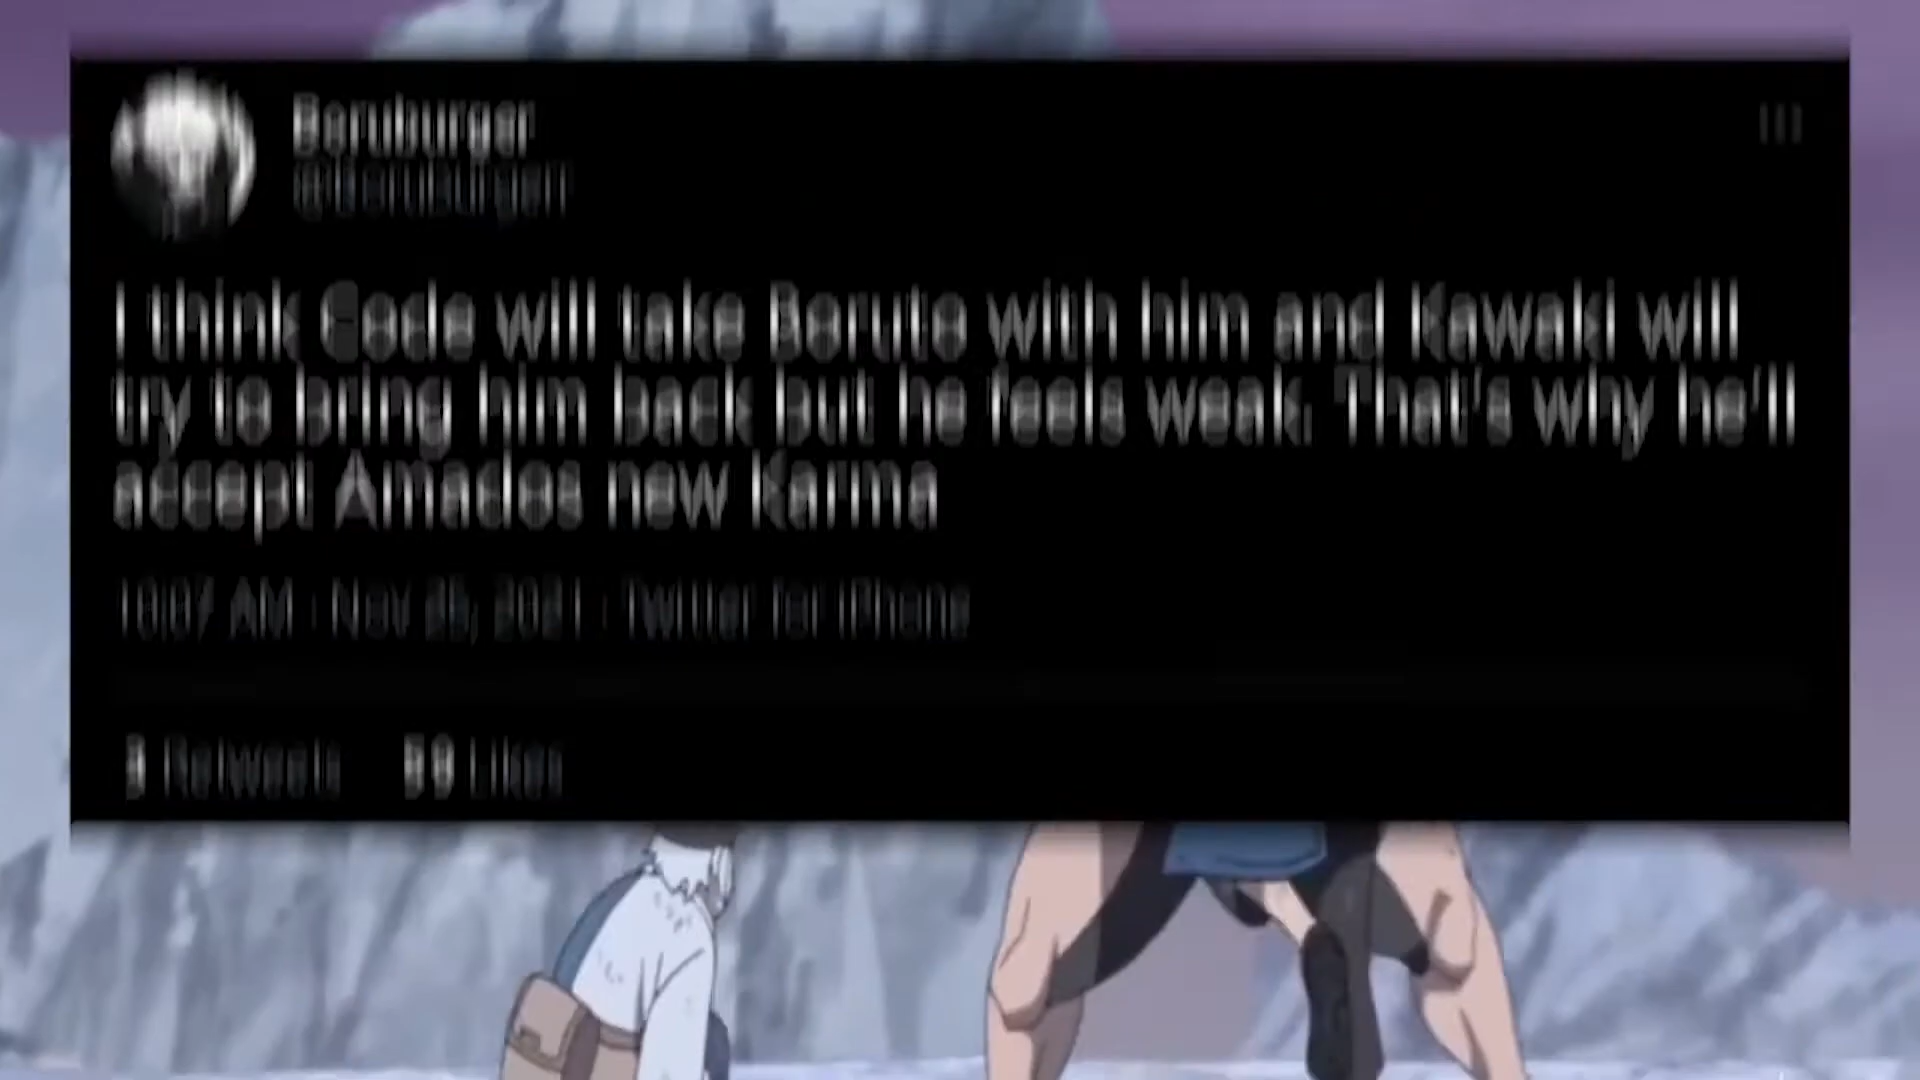 Boruburger
@Boruburgerr
I think Code will take Boruto with him and Kawaki will
try to bring him back but he feels weak. That's why he'll
accept Amados new Karma
10:07 AM · Nov 2021 · Twitter for iPhone
Retweets Likes